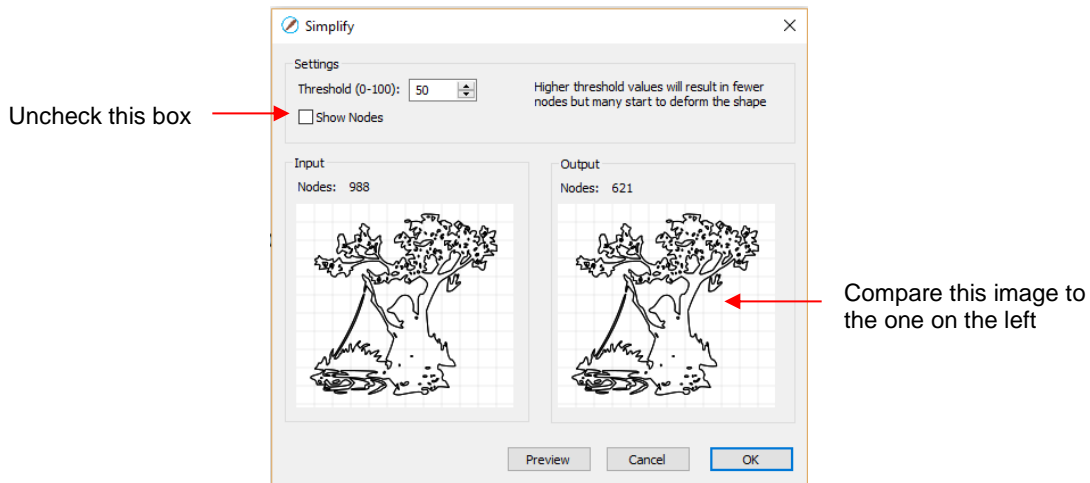 Simplify
Settings
Threshold (0-100): 50
Higher threshold values will result in fewer
nodes but many start to deform the shape
Uncheck this box
Show Nodes
Input
Nodes: 988
Output
Nodes: 621
Compare this image to
the one on the left
Preview
Cancel
OK